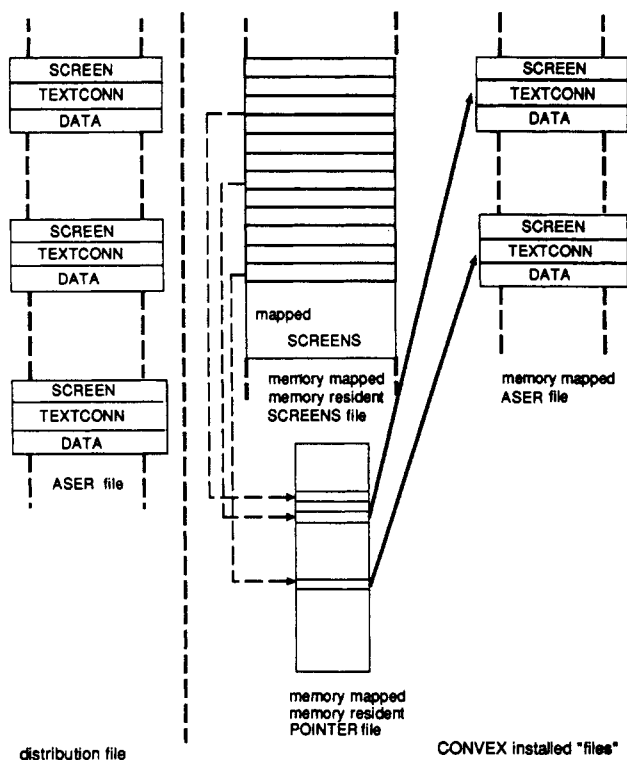 SCREEN
TEXTCONN
DATA
SCREEN
TEXTCONN
DATA
SCREEN
TEXTCONN
DATA
ASER file
distribution file
mapped
SCREENS
memory mapped
memory resident
SCREENS file
memory mapped
memory resident
POINTER file
SCREEN
TEXTCONN
DATA
SCREEN
TEXTCONN
DATA
memory mapped
ASER file
CONVEX installed "files"